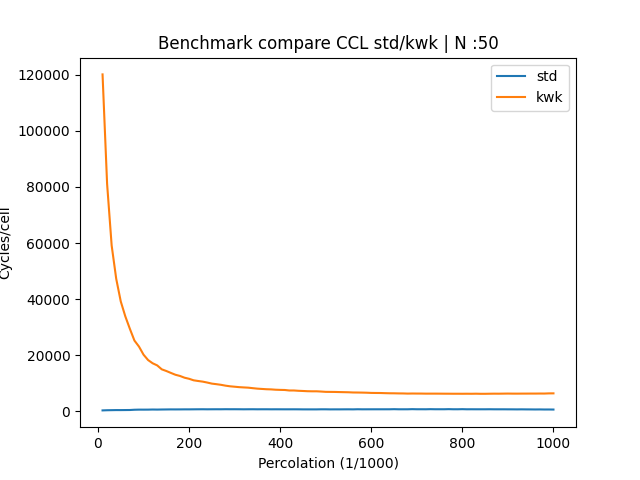 Benchmark compare CCL std/kwk | N :50
std
kwk
120000
100000
80000
60000
40000
20000
0
Cycles/cell
0 200 400 600 800 1000
Percolation (1/1000)